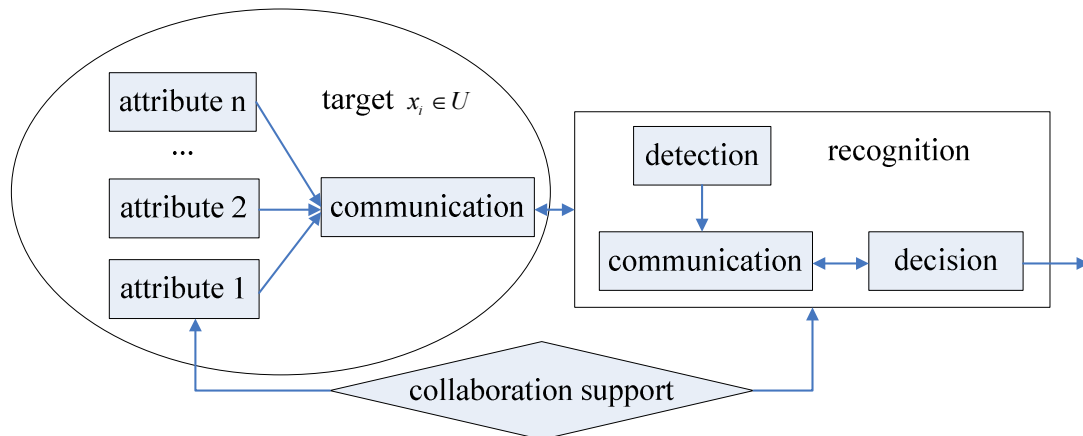 attribute n
target x_i ∈ U
...
attribute 2
communication
attribute 1
detection
recognition
communication
decision
collaboration support